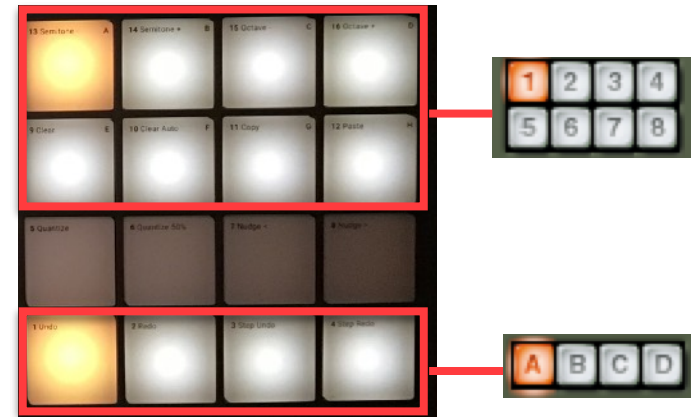 13 Semitone - A 14 Semitone + B 15 Octave - C 16 Octave + D
1 2 3 4
5 6 7 8
9 Clear E 10 Clear Auto F 11 Copy G 12 Paste H
5 Quantize 6 Quantize 50% 7 Nudge < 8 Nudge >
1 Undo 2 Redo 3 Step Undo 4 Step Redo
A B C D